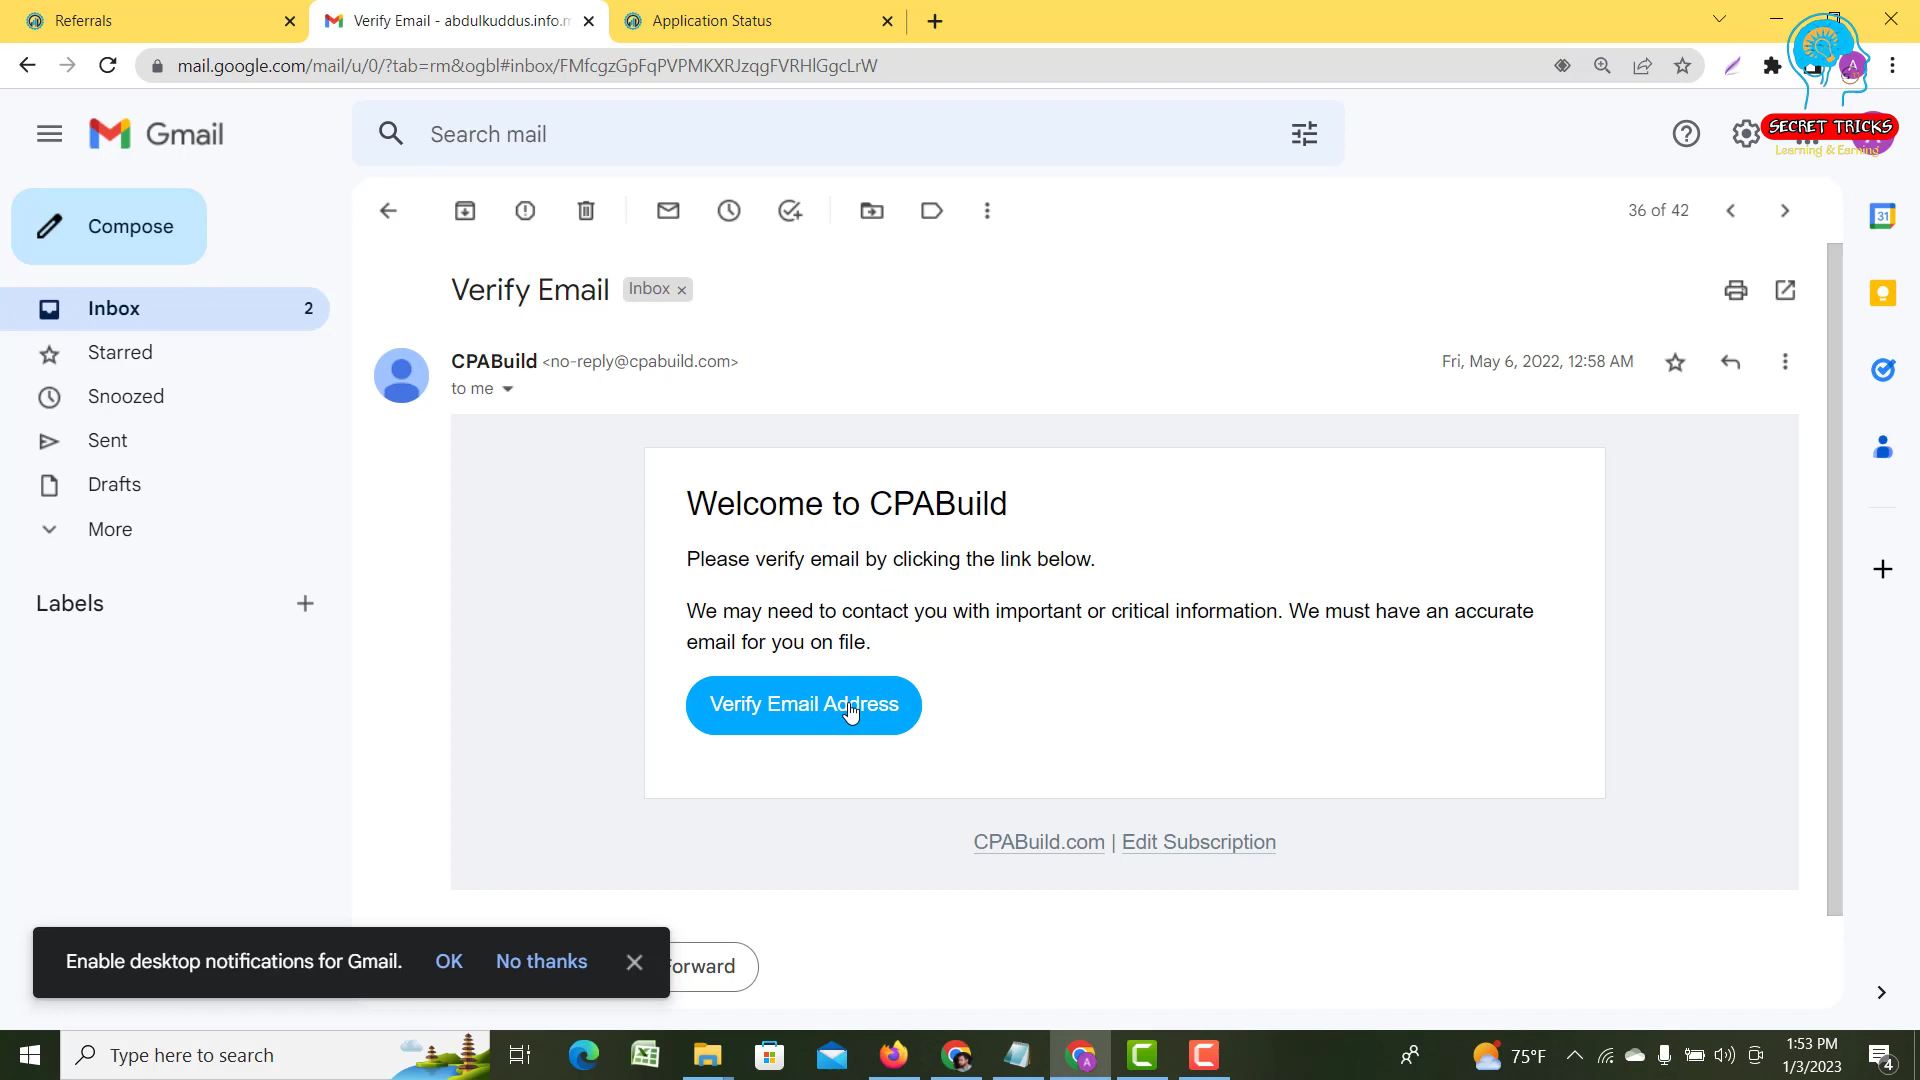 Referrals
Verify Email - abdulkuddus.info.m
Application Status
mail.google.com/mail/u/0/?tab=rm&ogbl#inbox/FMfcgzGpFqPVPMKXRJzqgFVRHlGgcLrW
SECRET TRICKS
Learning & Earning
Gmail
Search mail
Compose
36 of 42
31
Verify Email
Inbox ×
Inbox 2
Starred
Snoozed
Sent
Drafts
More
Labels
CPABuild <no-reply@cpabuild.com>
Fri, May 6, 2022, 12:58 AM
to me
Welcome to CPABuild
Please verify email by clicking the link below.
We may need to contact you with important or critical information. We must have an accurate
email for you on file.
Verify Email Address
CPABuild.com | Edit Subscription
Enable desktop notifications for Gmail. OK No thanks
orward
Type here to search
75°F
1:53 PM
1/3/2023
4